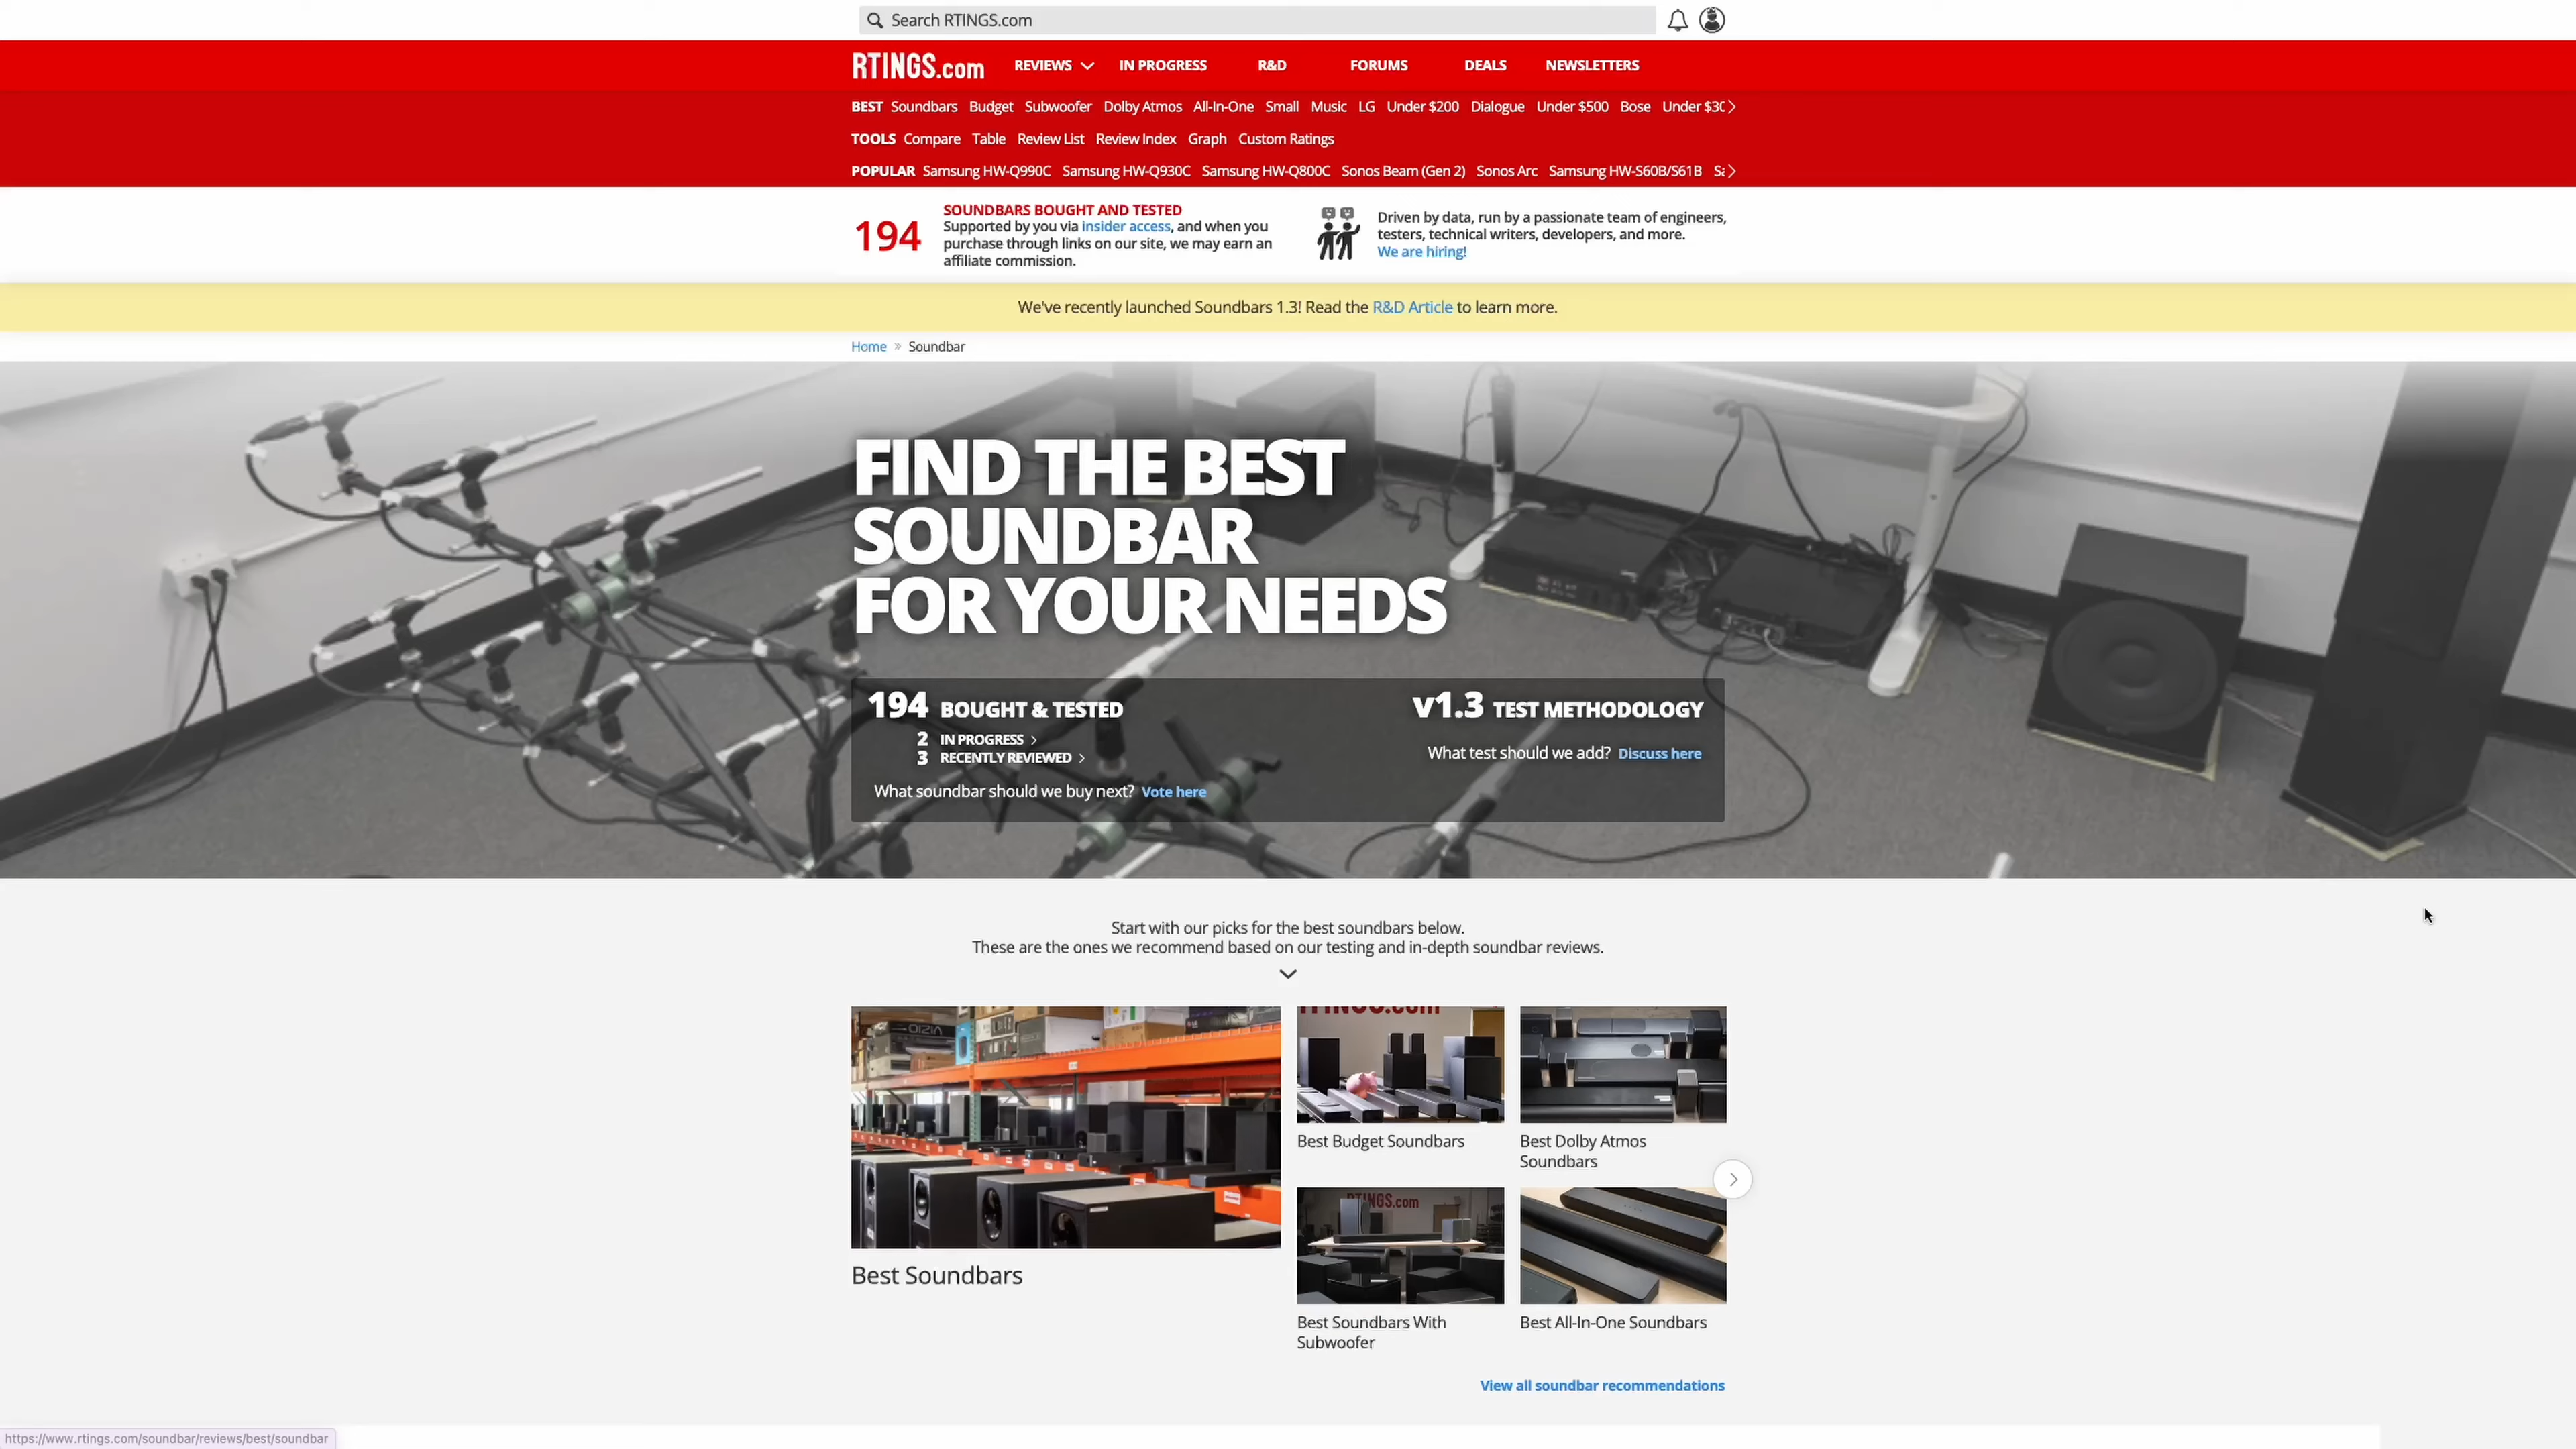 Search RTINGS.com
RTINGS.com REVIEWS IN PROGRESS R&D FORUMS DEALS NEWSLETTERS
BEST Soundbars Budget Subwoofer Dolby Atmos All-In-One Small Music LG Under $200 Dialogue Under $500 Bose Under $30
TOOLS Compare Table Review List Review Index Graph Custom Ratings
POPULAR Samsung HW-Q990C Samsung HW-Q930C Samsung HW-Q800C Sonos Beam (Gen 2) Sonos Arc Samsung HW-S60B/S61B Sa
194
SOUNDBARS BOUGHT AND TESTED
Supported by you via insider access, and when you
purchase through links on our site, we may earn an
affiliate commission.
Driven by data, run by a passionate team of engineers,
testers, technical writers, developers, and more.
We are hiring!
We've recently launched Soundbars 1.3! Read the R&D Article to learn more.
Home » Soundbar
FIND THE BEST
SOUNDBAR
FOR YOUR NEEDS
194 BOUGHT & TESTED
2 IN PROGRESS >
3 RECENTLY REVIEWED >
What soundbar should we buy next? Vote here
v1.3 TEST METHODOLOGY
What test should we add? Discuss here
Start with our picks for the best soundbars below.
These are the ones we recommend based on our testing and in-depth soundbar reviews.
VIZIO
Best Soundbars
RTINGS.com
Best Budget Soundbars
Best Dolby Atmos
Soundbars
RTINGS.com
Best Soundbars With
Subwoofer
Best All-In-One Soundbars
View all soundbar recommendations
https://www.rtings.com/soundbar/reviews/best/soundbar